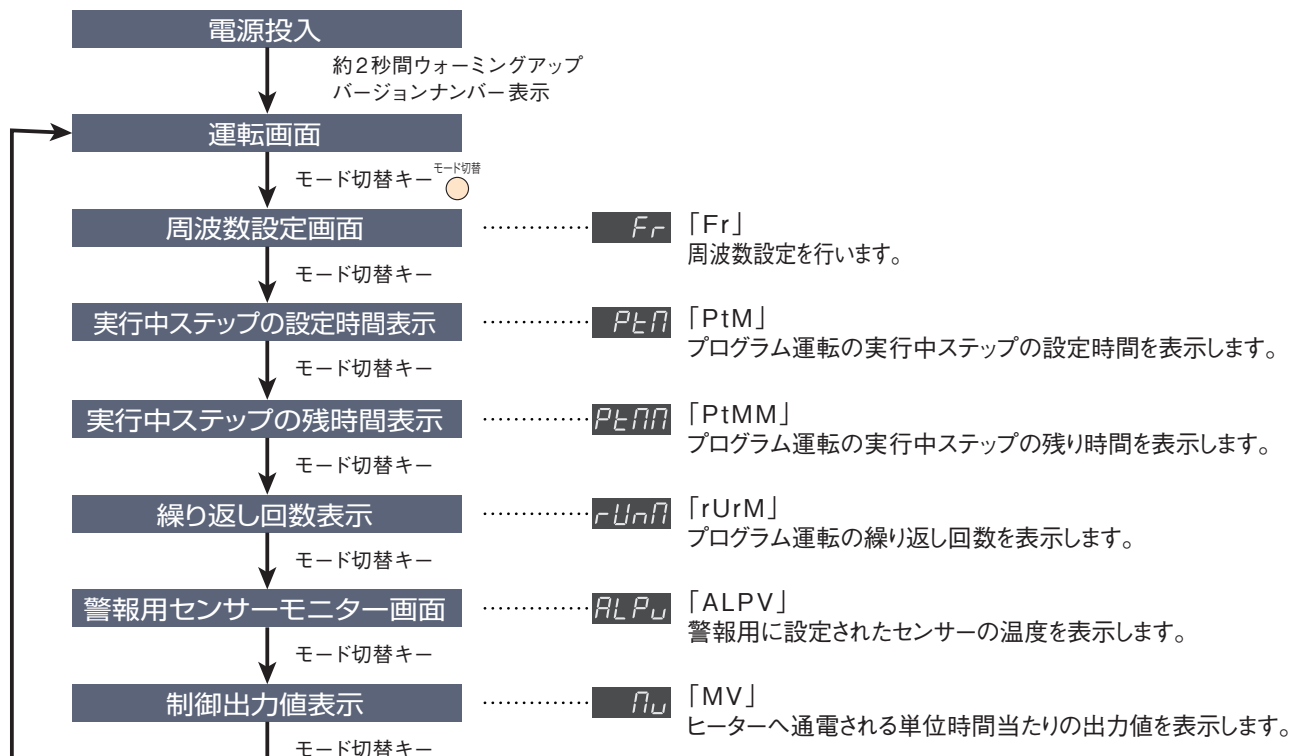 電源投入
約2秒間ウォーミングアップ
バージョンナンバー表示
運転画面
モード切替キー
モード切替
周波数設定画面
Fr
「Fr」
周波数設定を行います。
モード切替キー
実行中ステップの設定時間表示
PtM
「PtM」
プログラム運転の実行中ステップの設定時間を表示します。
モード切替キー
実行中ステップの残時間表示
PtMM
「PtMM」
プログラム運転の実行中ステップの残り時間を表示します。
モード切替キー
繰り返し回数表示
rUnM
「rUrM」
プログラム運転の繰り返し回数を表示します。
モード切替キー
警報用センサーモニター画面
ALPv
「ALPV」
警報用に設定されたセンサーの温度を表示します。
モード切替キー
制御出力値表示
Mv
「MV」
ヒーターへ通電される単位時間当たりの出力値を表示します。
モード切替キー